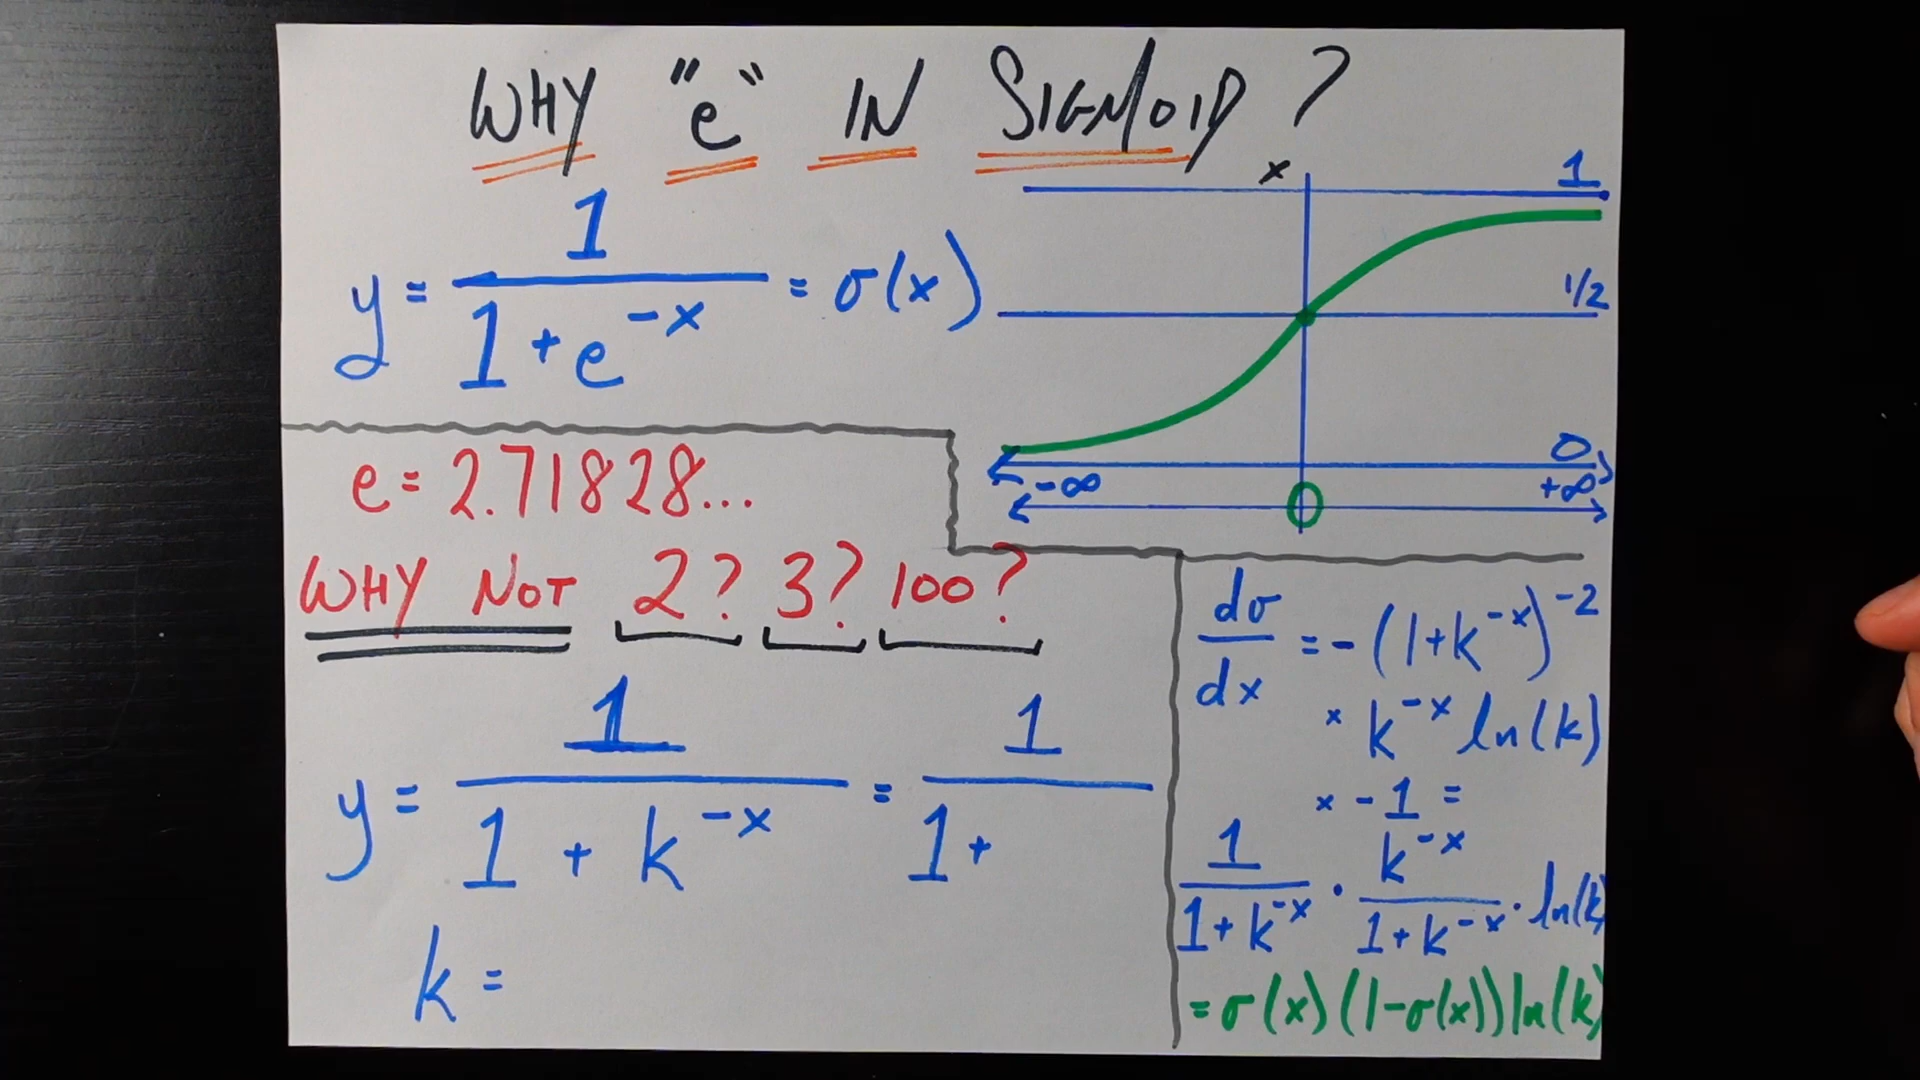 WHY "e" IN SIGMOID?
y = 1 / (1 + e^-x) = σ(x)
x
1
1/2
0
-∞ +∞
0
e = 2.71828...
WHY NOT 2? 3? 100?
y = 1 / (1 + k^-x) = 1 / (1 +
k =
dσ/dx = -(1+k^-x)^-2
× k^-x ln(k)
× -1 =
1/(1+k^-x) · k^-x/(1+k^-x) · ln(k)
= σ(x)(1-σ(x))ln(k)